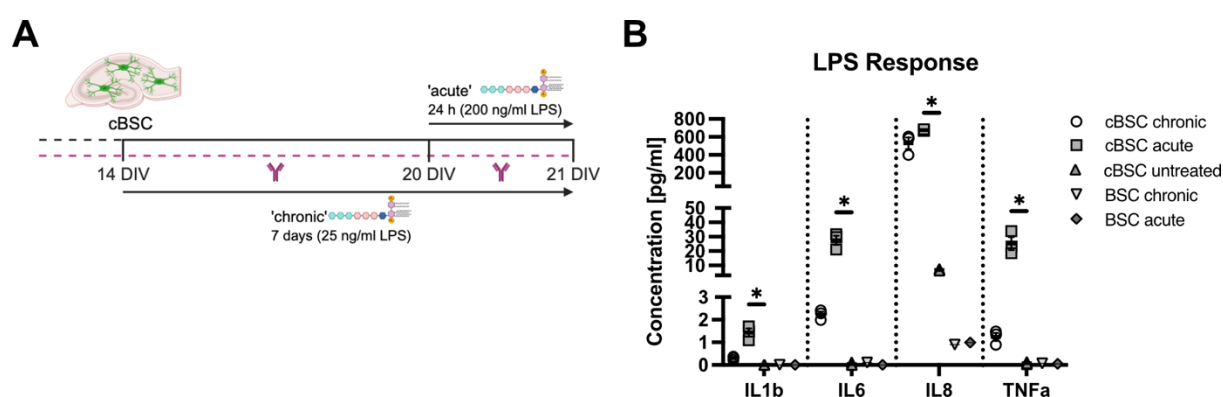 A
cBSC
'acute'
24 h (200 ng/ml LPS)
14 DIV
20 DIV
21 DIV
'chronic'
7 days (25 ng/ml LPS)
B
LPS Response
Concentration [pg/ml]
800
600
400
200
50
40
30
20
10
3
2
1
0
*
*
*
*
IL1b
IL6
IL8
TNFa
cBSC chronic
cBSC acute
cBSC untreated
BSC chronic
BSC acute